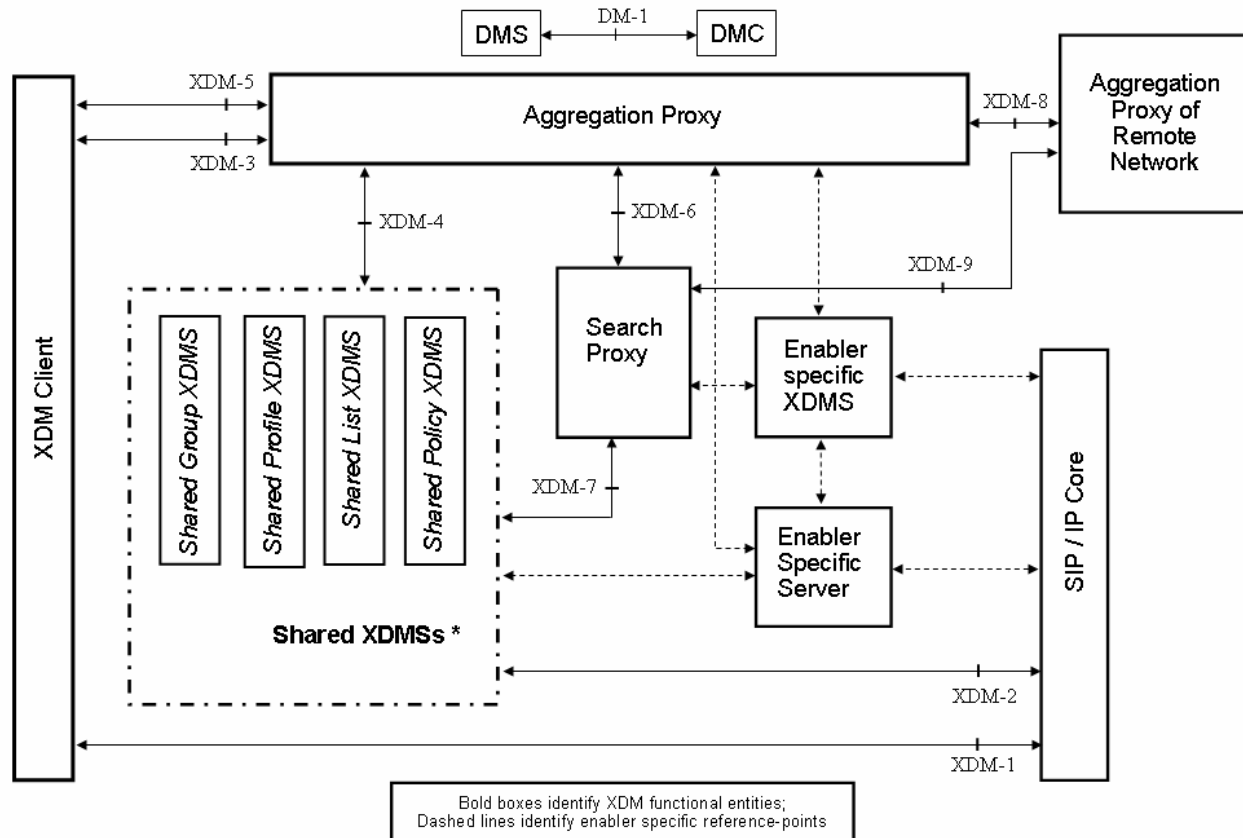 DM-1
DMS
DMC
XDM-5
Aggregation Proxy
XDM-8
Aggregation
Proxy of
Remote
Network
XDM-3
XDM-4
XDM-6
XDM-9
XDM Client
Shared Group XDMS
Shared Profile XDMS
Shared List XDMS
Shared Policy XDMS
Search
Proxy
Enabler
specific
XDMS
XDM-7
Enabler
Specific
Server
SIP / IP Core
Shared XDMSs *
XDM-2
XDM-1
Bold boxes identify XDM functional entities;
Dashed lines identify enabler specific reference-points